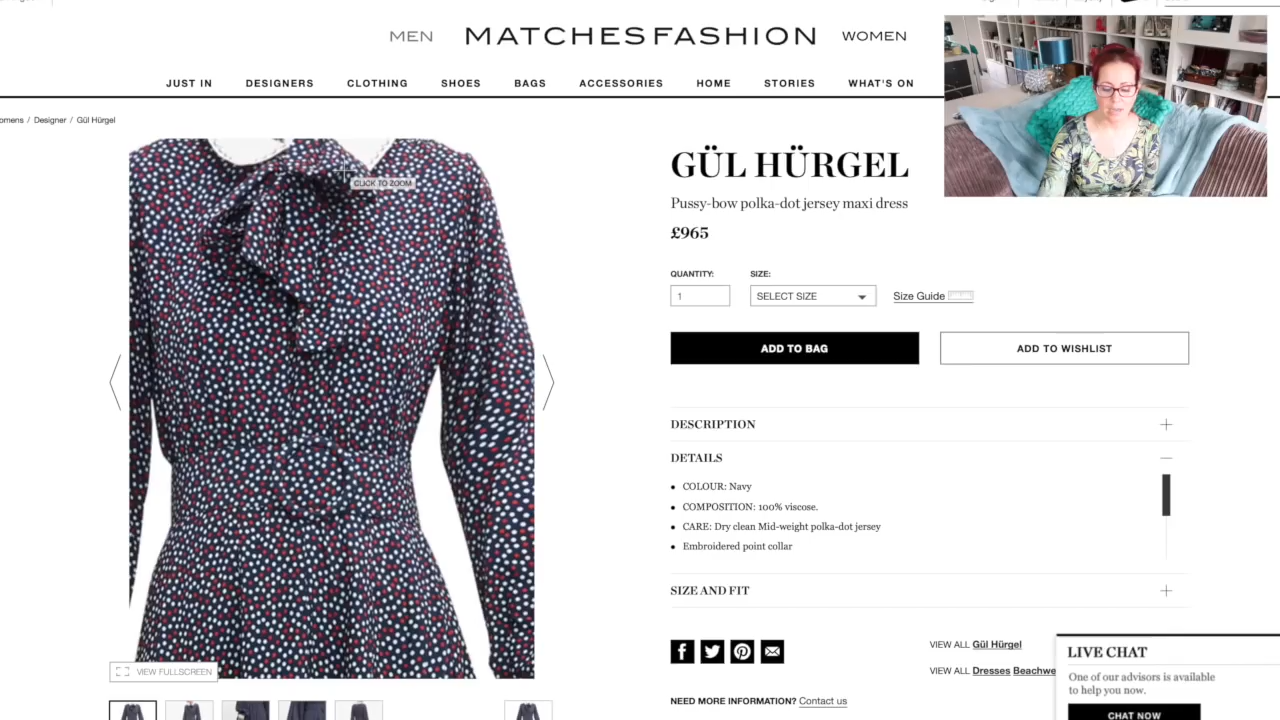 MEN
MATCHESFASHION
WOMEN
JUST IN
DESIGNERS
CLOTHING
SHOES
BAGS
ACCESSORIES
HOME
STORIES
WHAT'S ON
omens / Designer / Gül Hürgel
CLICK TO ZOOM
VIEW FULLSCREEN
GÜL HÜRGEL
Pussy-bow polka-dot jersey maxi dress
£965
QUANTITY:
SIZE:
1
SELECT SIZE
Size Guide
ADD TO BAG
ADD TO WISHLIST
DESCRIPTION
DETAILS
COLOUR: Navy
COMPOSITION: 100% viscose.
CARE: Dry clean Mid-weight polka-dot jersey
Embroidered point collar
SIZE AND FIT
VIEW ALL Gül Hürgel
VIEW ALL Dresses Beachwe
NEED MORE INFORMATION? Contact us
LIVE CHAT
One of our advisors is available
to help you now.
CHAT NOW